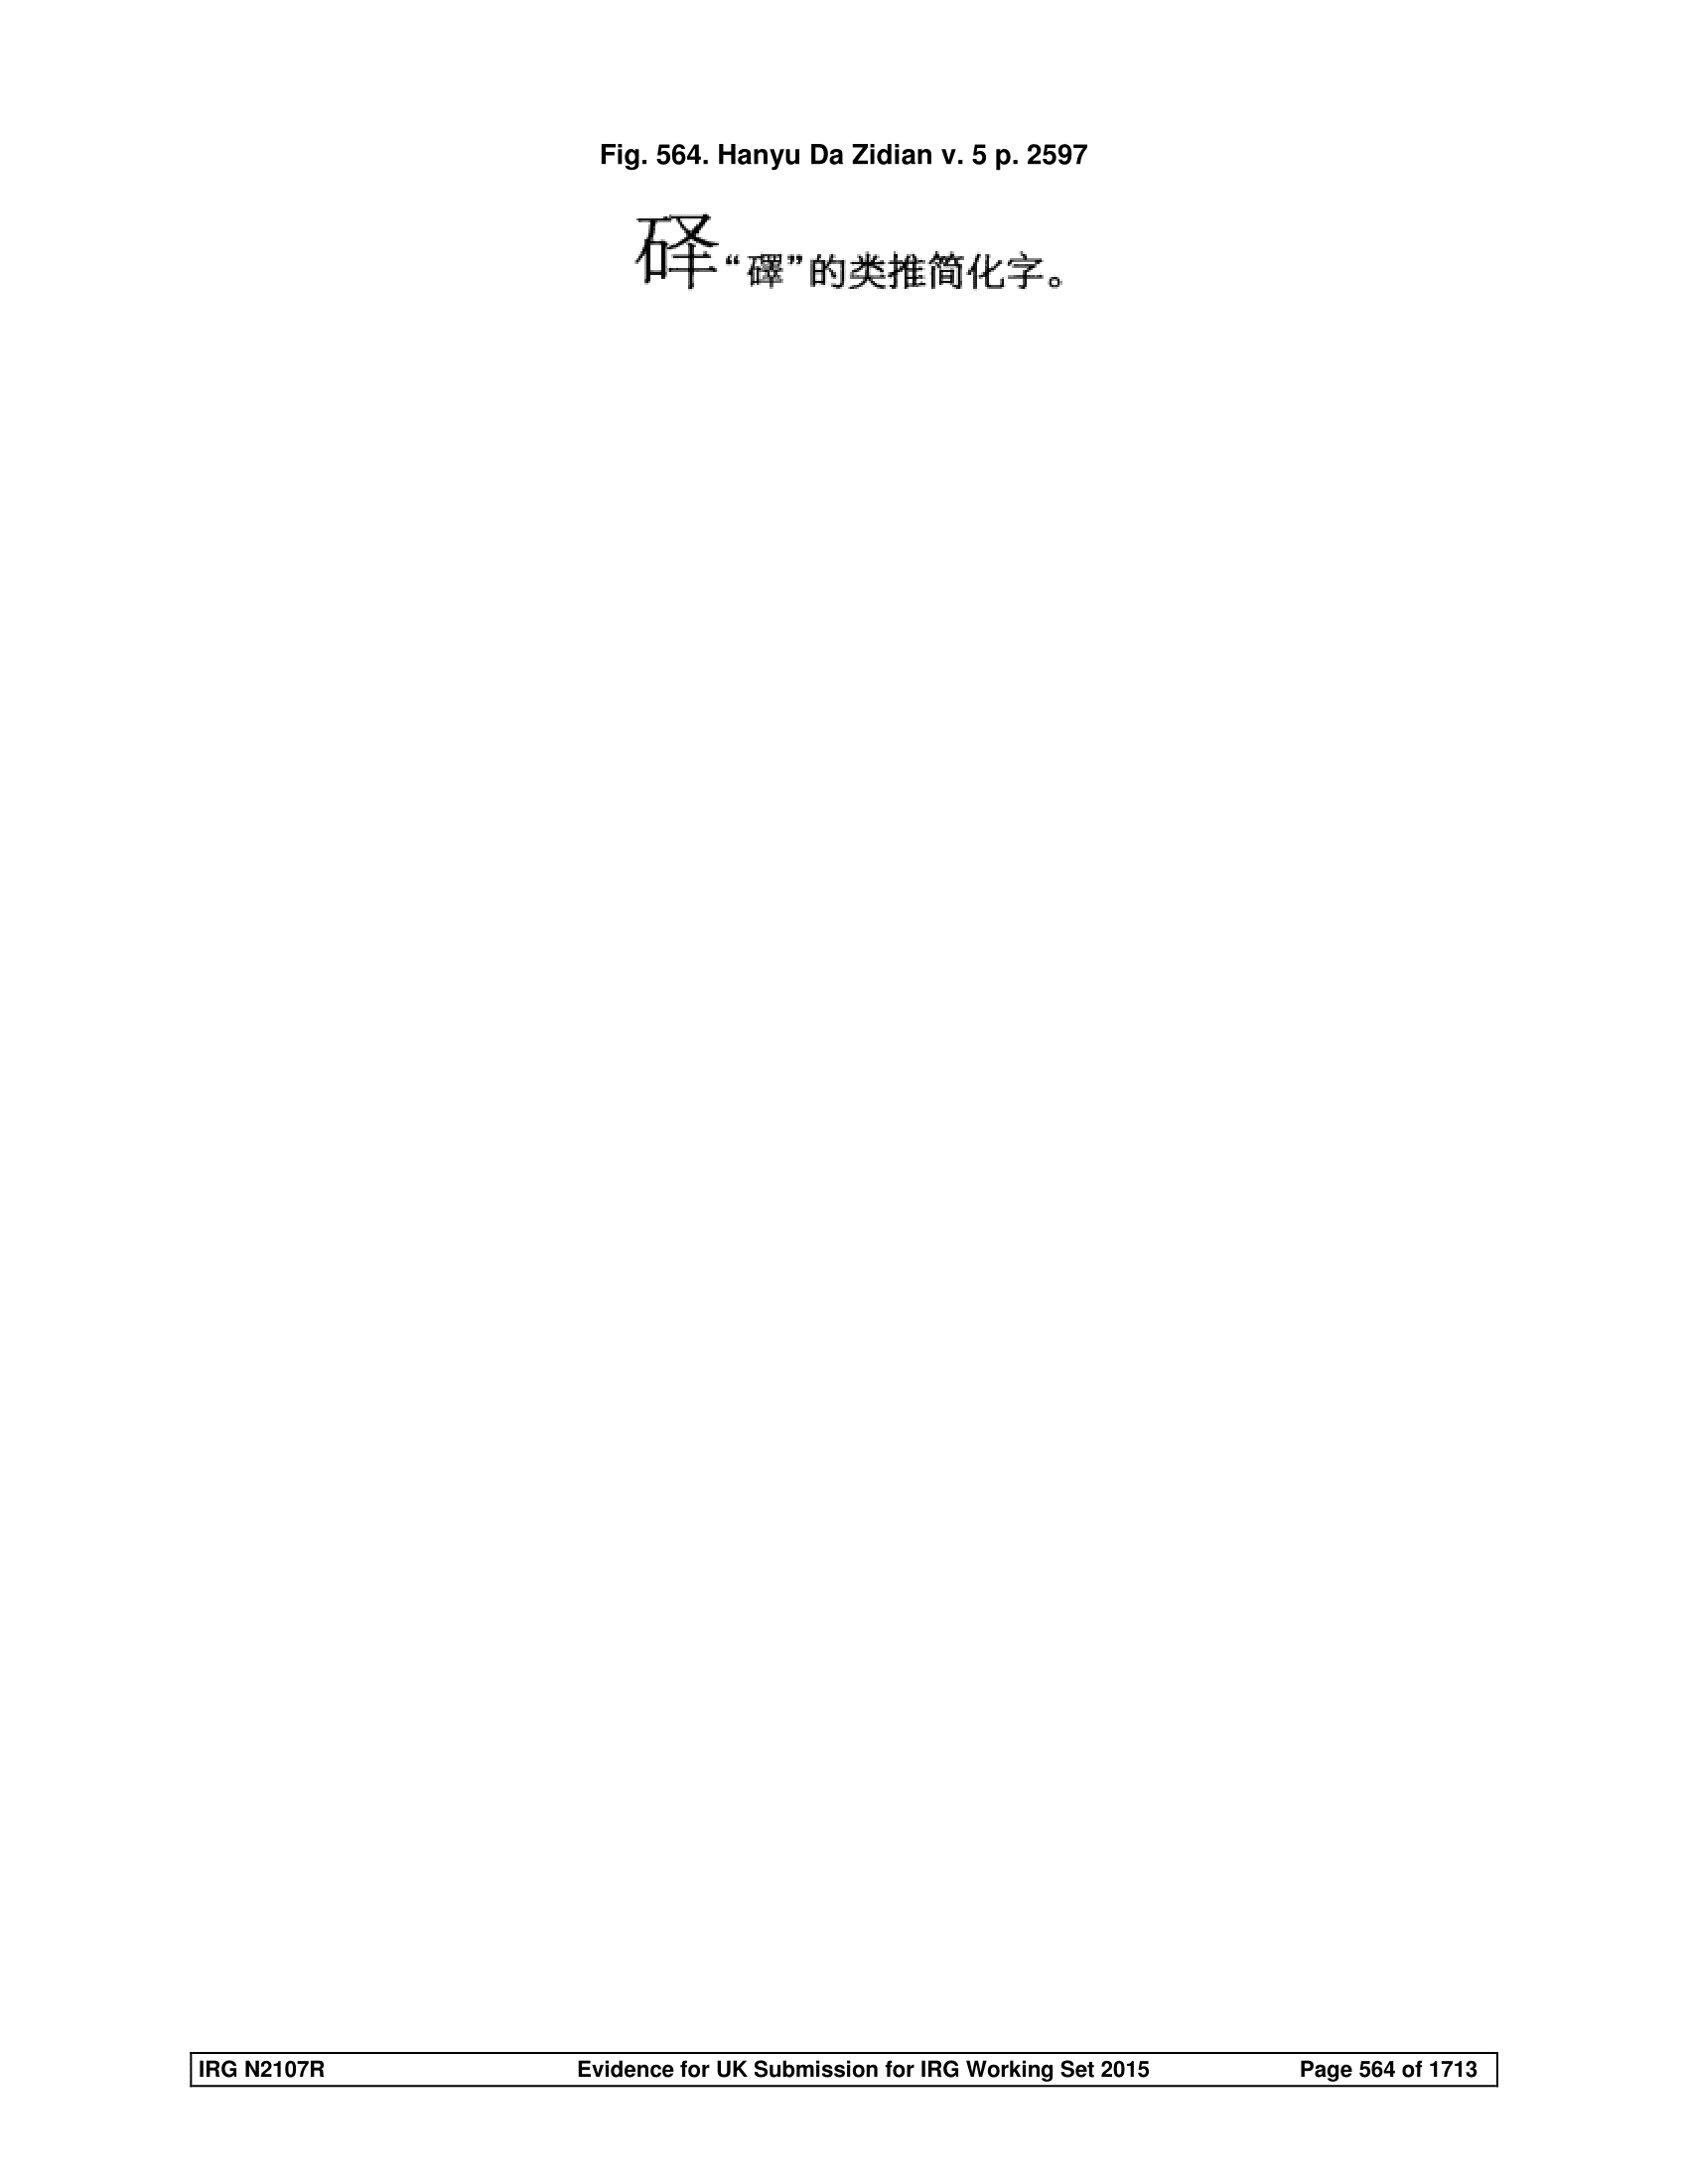 Fig. 564. Hanyu Da Zidian v. 5 p. 2597
𮀓“礋”的类推简化字。
IRG N2107R Evidence for UK Submission for IRG Working Set 2015 Page 564 of 1713